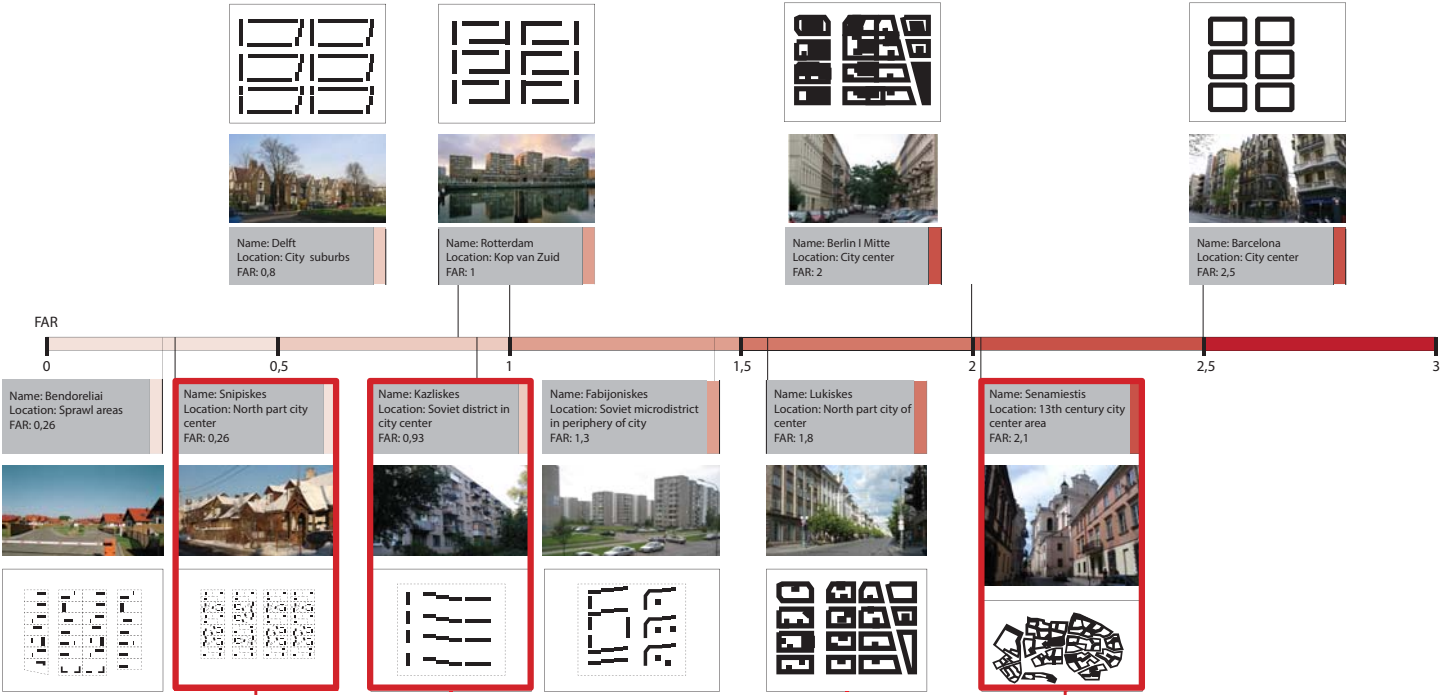 Name: Delft
Location: City suburbs
FAR: 0,8
Name: Rotterdam
Location: Kop van Zuid
FAR: 1
Name: Berlin I Mitte
Location: City center
FAR: 2
Name: Barcelona
Location: City center
FAR: 2,5
FAR
0
0,5
1
1,5
2
2,5
3
Name: Bendoreliai
Location: Sprawl areas
FAR: 0,26
Name: Snipiskes
Location: North part city
center
FAR: 0,26
Name: Kazliskes
Location: Soviet district in
city center
FAR: 0,93
Name: Fabijoniskes
Location: Soviet microdistrict
in periphery of city
FAR: 1,3
Name: Lukiskes
Location: North part city of
center
FAR: 1,8
Name: Senamiestis
Location: 13th century city
center area
FAR: 2,1